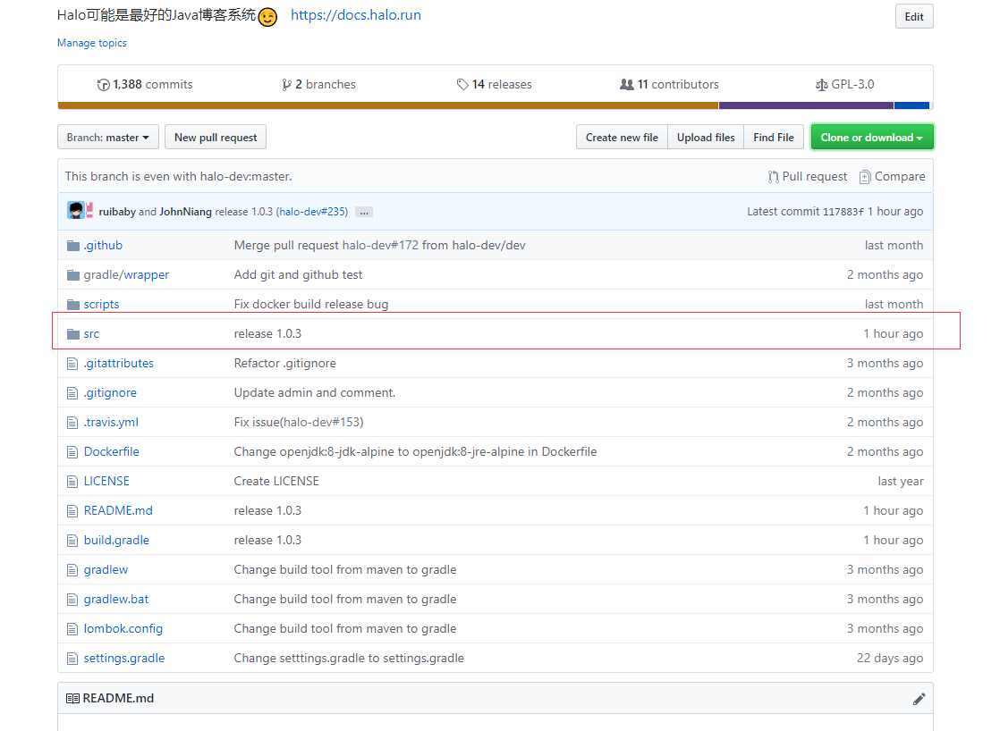 Halo可能是最好的Java博客系统😉 https://docs.halo.run Edit
Manage topics
1,388 commits 2 branches 14 releases 11 contributors GPL-3.0
Branch: master New pull request Create new file Upload files Find File Clone or download
This branch is even with halo-dev:master. Pull request Compare
ruibaby and JohnNiang release 1.0.3 (halo-dev#235) … Latest commit 117883f 1 hour ago
.github Merge pull request halo-dev#172 from halo-dev/dev last month
gradle/wrapper Add git and github test 2 months ago
scripts Fix docker build release bug last month
src release 1.0.3 1 hour ago
.gitattributes Refactor .gitignore 3 months ago
.gitignore Update admin and comment. 2 months ago
.travis.yml Fix issue(halo-dev#153) 2 months ago
Dockerfile Change openjdk:8-jdk-alpine to openjdk:8-jre-alpine in Dockerfile 2 months ago
LICENSE Create LICENSE last year
README.md release 1.0.3 1 hour ago
build.gradle release 1.0.3 1 hour ago
gradlew Change build tool from maven to gradle 3 months ago
gradlew.bat Change build tool from maven to gradle 3 months ago
lombok.config Change build tool from maven to gradle 3 months ago
settings.gradle Change setttings.gradle to settings.gradle 22 days ago
README.md